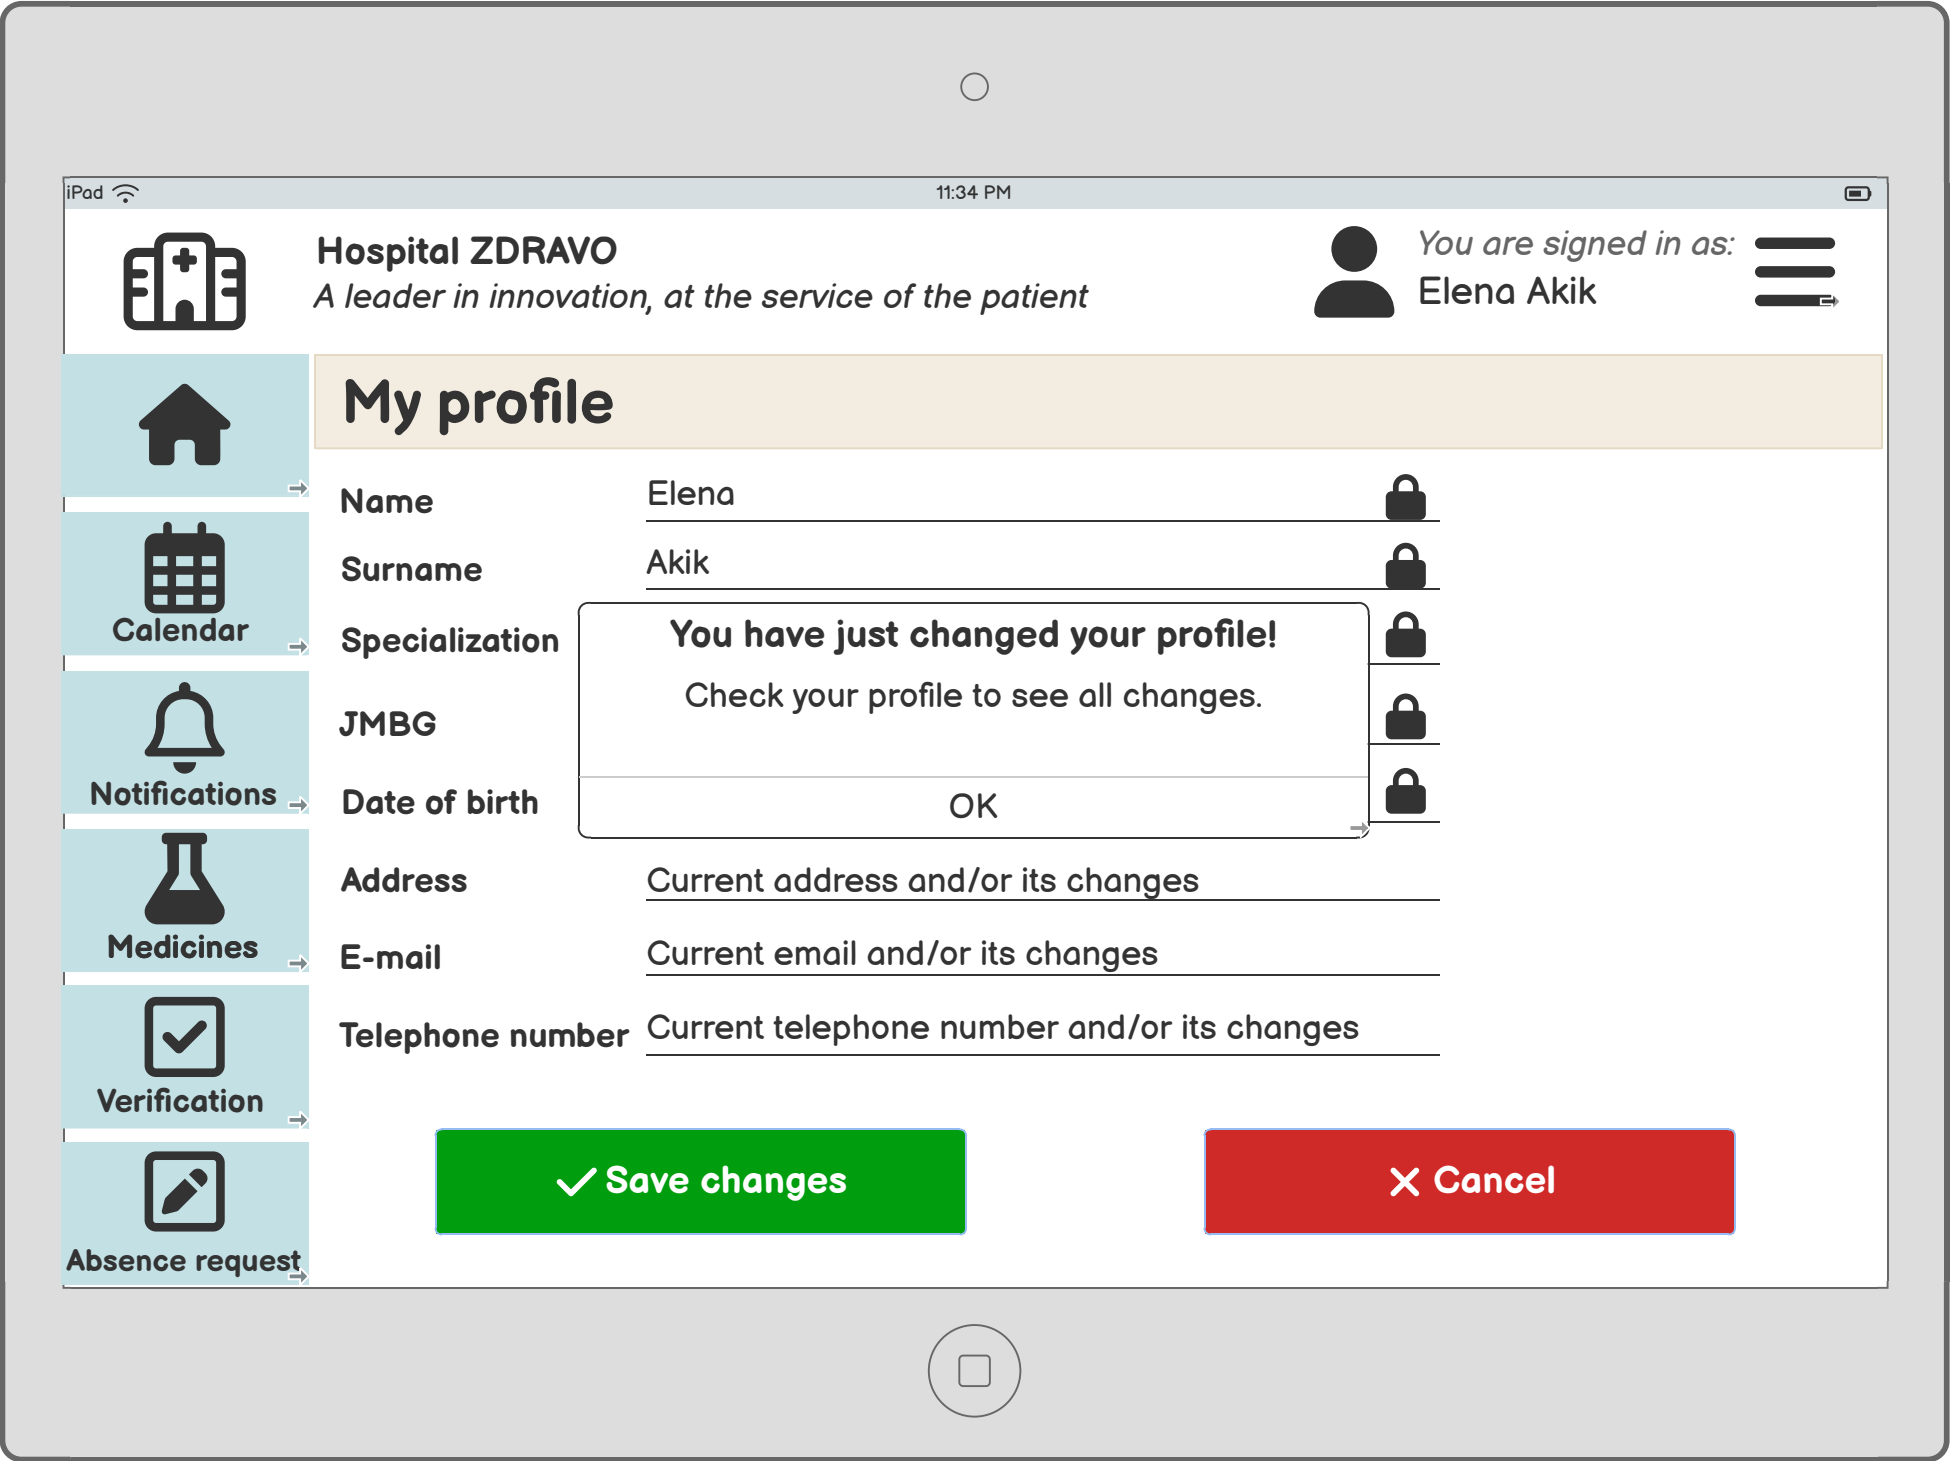 iPad
11:34 PM
Hospital ZDRAVO
A leader in innovation, at the service of the patient
You are signed in as:
Elena Akik
My profile
Calendar
Notifications
Medicines
Verification
Absence request
Name
Elena
Surname
Akik
Specialization
JMBG
Date of birth
You have just changed your profile!
Check your profile to see all changes.
OK
Address
Current address and/or its changes
E-mail
Current email and/or its changes
Telephone number
Current telephone number and/or its changes
Save changes
Cancel